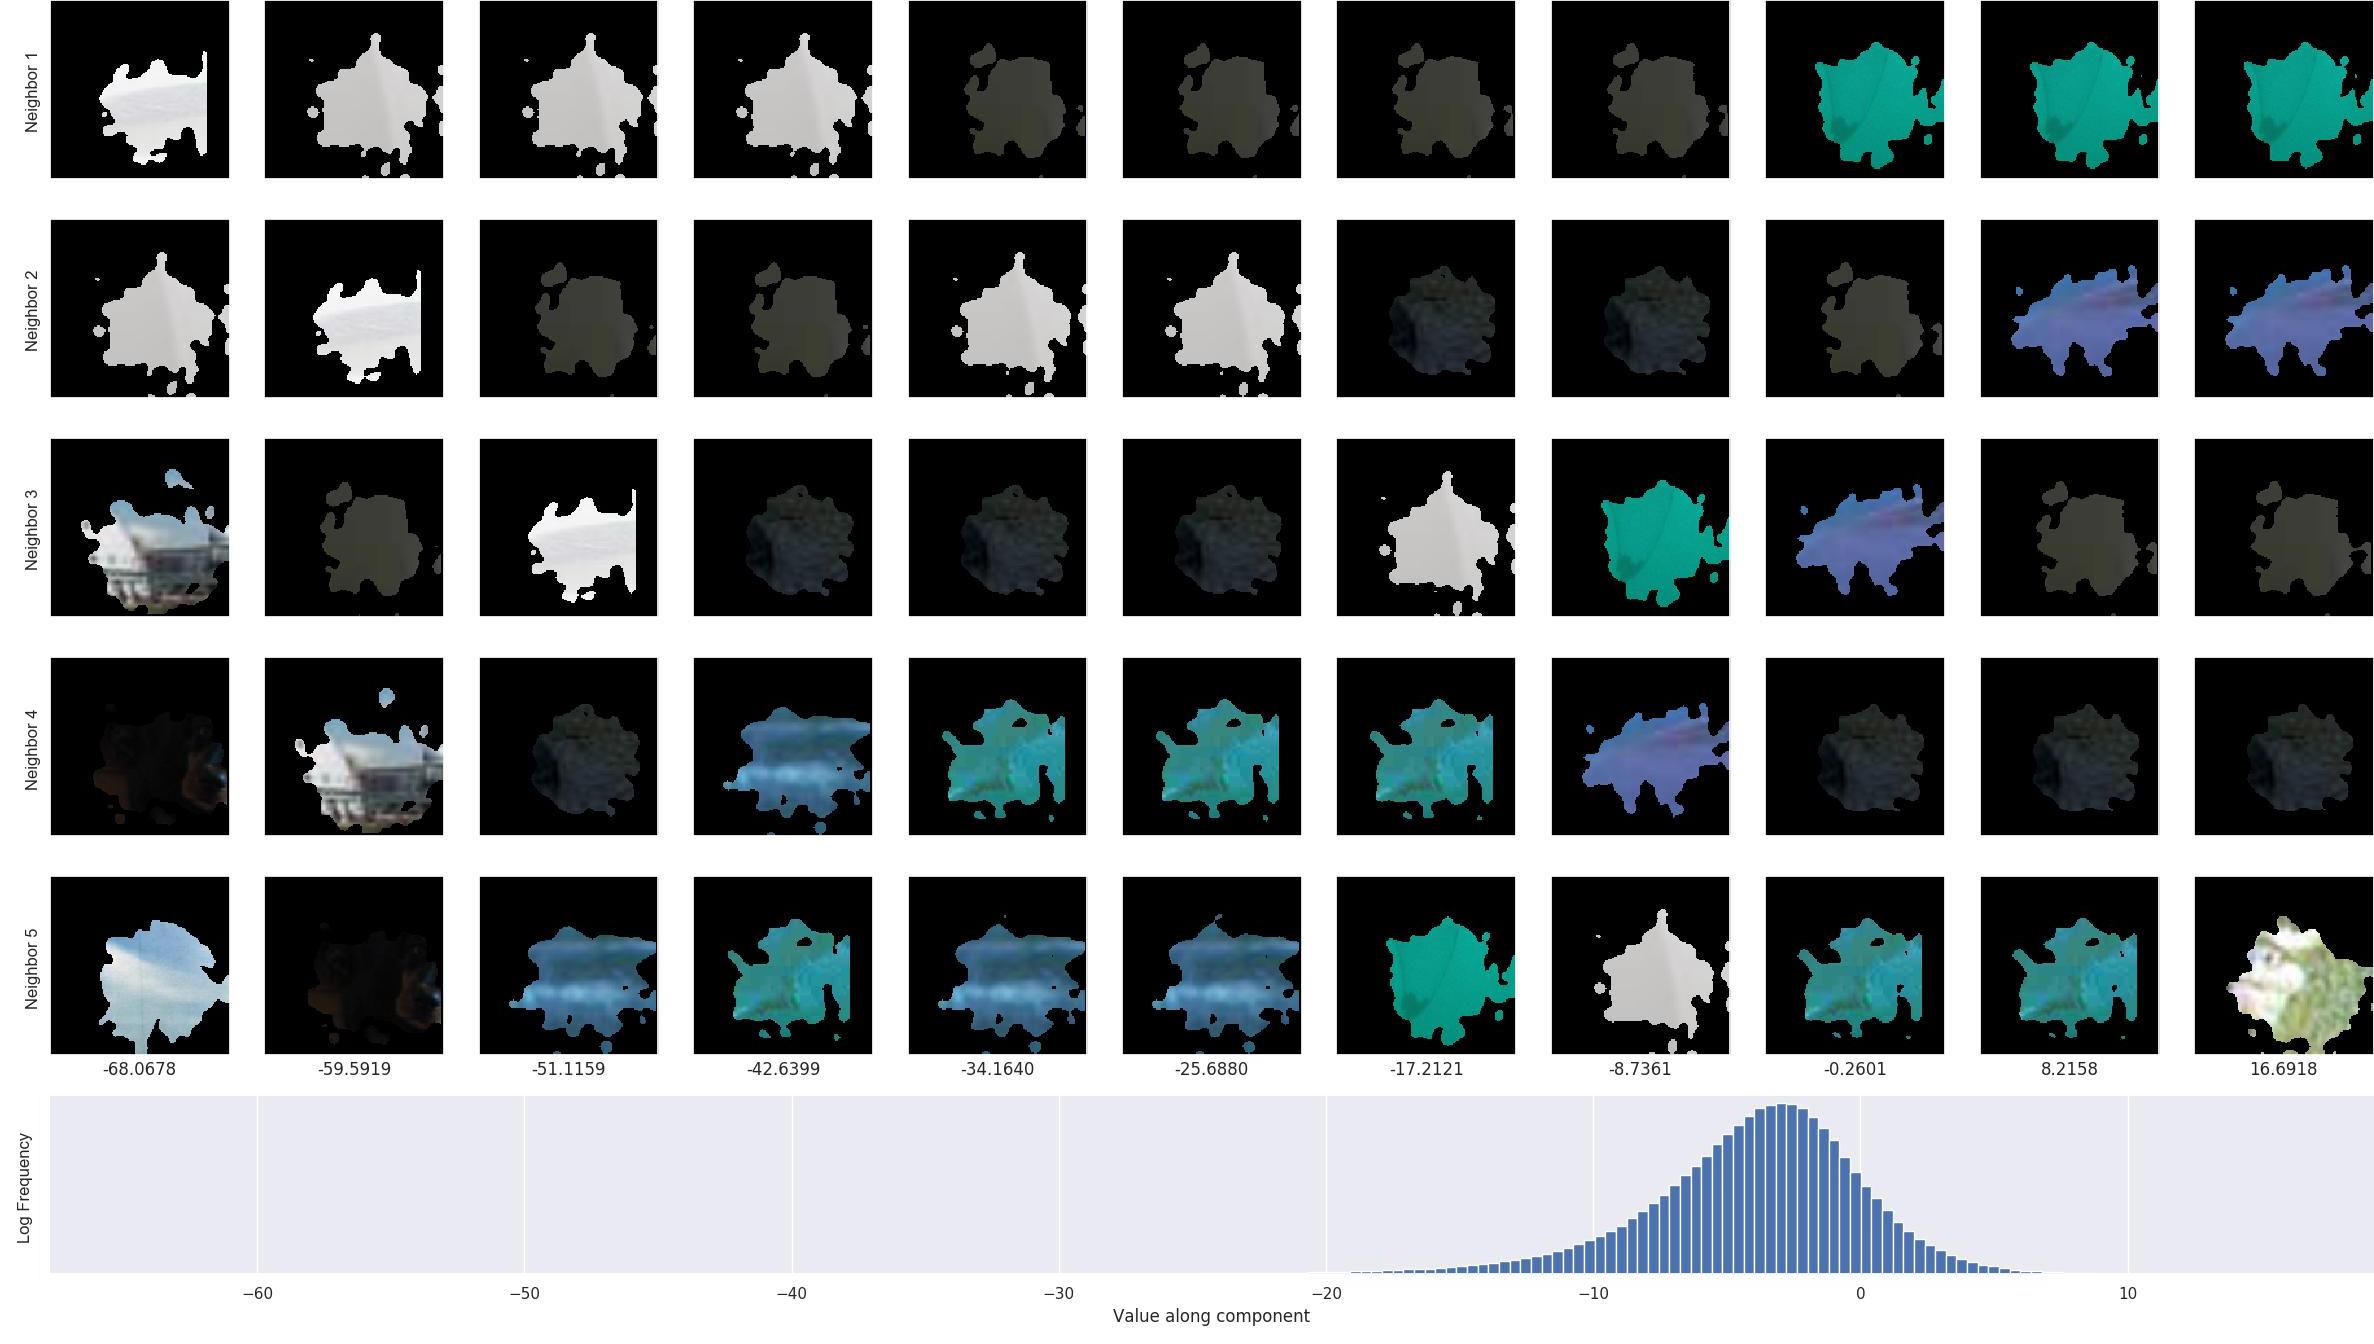 Neighbor 1
Neighbor 2
Neighbor 3
Neighbor 4
Neighbor 5
-68.0678 -59.5919 -51.1159 -42.6399 -34.1640 -25.6880 -17.2121 -8.7361 -0.2601 8.2158 16.6918
Log Frequency
−60 −50 −40 −30 −20 −10 0 10
Value along component